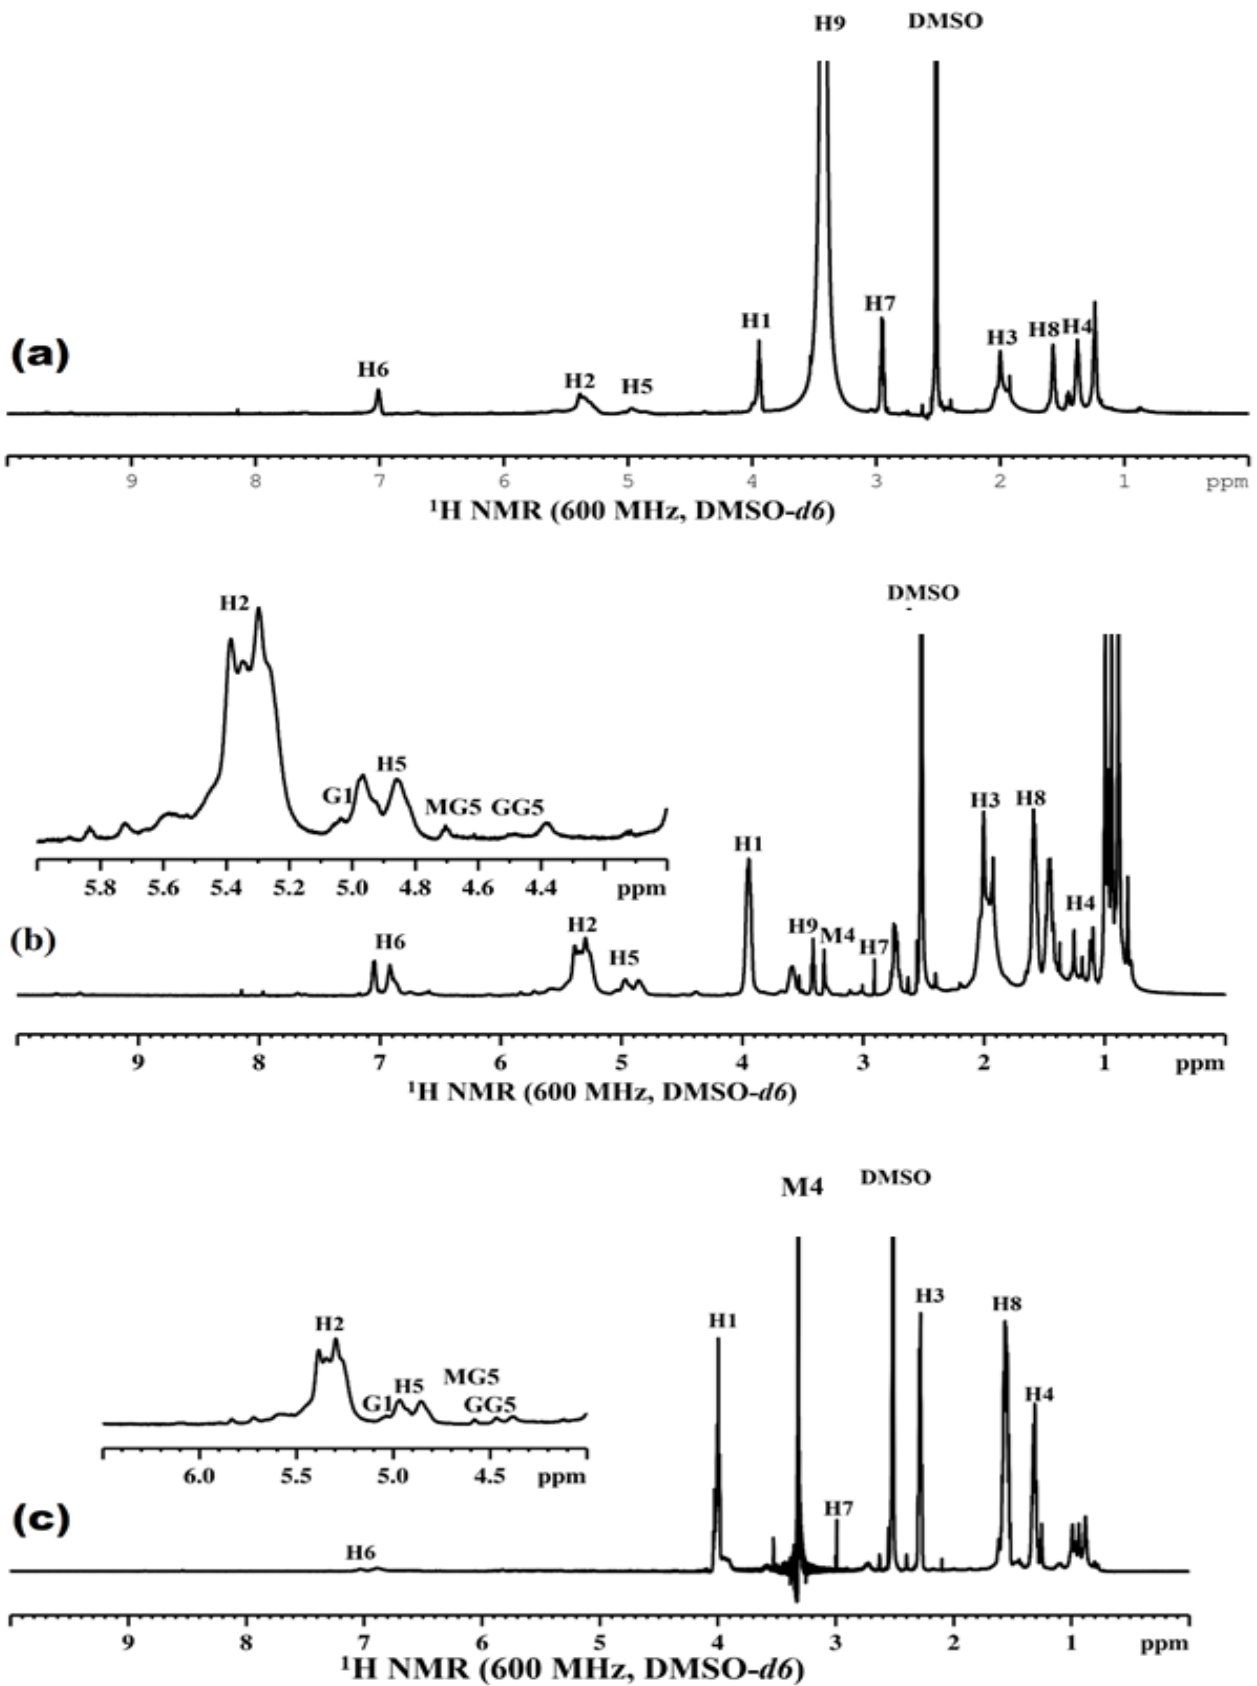 H9 DMSO
H1 H7
H3 H8 H4
(a)
H6 H2 H5
9 8 7 6 5 4 3 2 1 ppm
¹H NMR (600 MHz, DMSO-d6)
DMSO
H2
G1 H5 MG5 GG5
5.8 5.6 5.4 5.2 5.0 4.8 4.6 4.4 ppm
H1 H3 H8
(b)
H6 H2 H5 H9 M4 H7 H4
9 8 7 6 5 4 3 2 1 ppm
¹H NMR (600 MHz, DMSO-d6)
M4 DMSO
H2
G1 H5 MG5
GG5
6.0 5.5 5.0 4.5 ppm
H1 H3 H8
H4
(c)
H6 H7
9 8 7 6 5 4 3 2 1 ppm
¹H NMR (600 MHz, DMSO-d6)